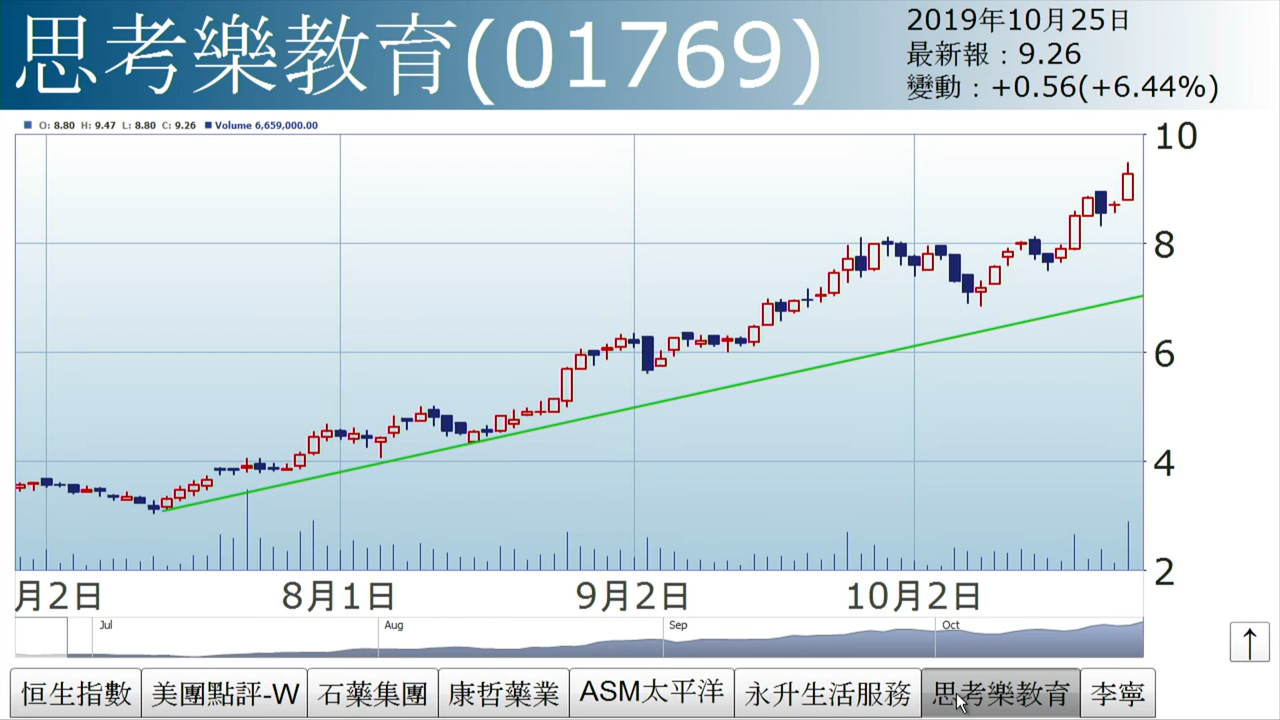 思考樂教育(01769)
2019年10月25日
最新報：9.26
變動：+0.56(+6.44%)
O: 8.80 H: 9.47 L: 8.80 C: 9.26 Volume 6,659,000.00
10
8
6
4
2
月2日 8月1日 9月2日 10月2日
Jul Aug Sep Oct
↑
恒生指數 美團點評-W 石藥集團 康哲藥業 ASM太平洋 永升生活服務 思考樂教育 李寧